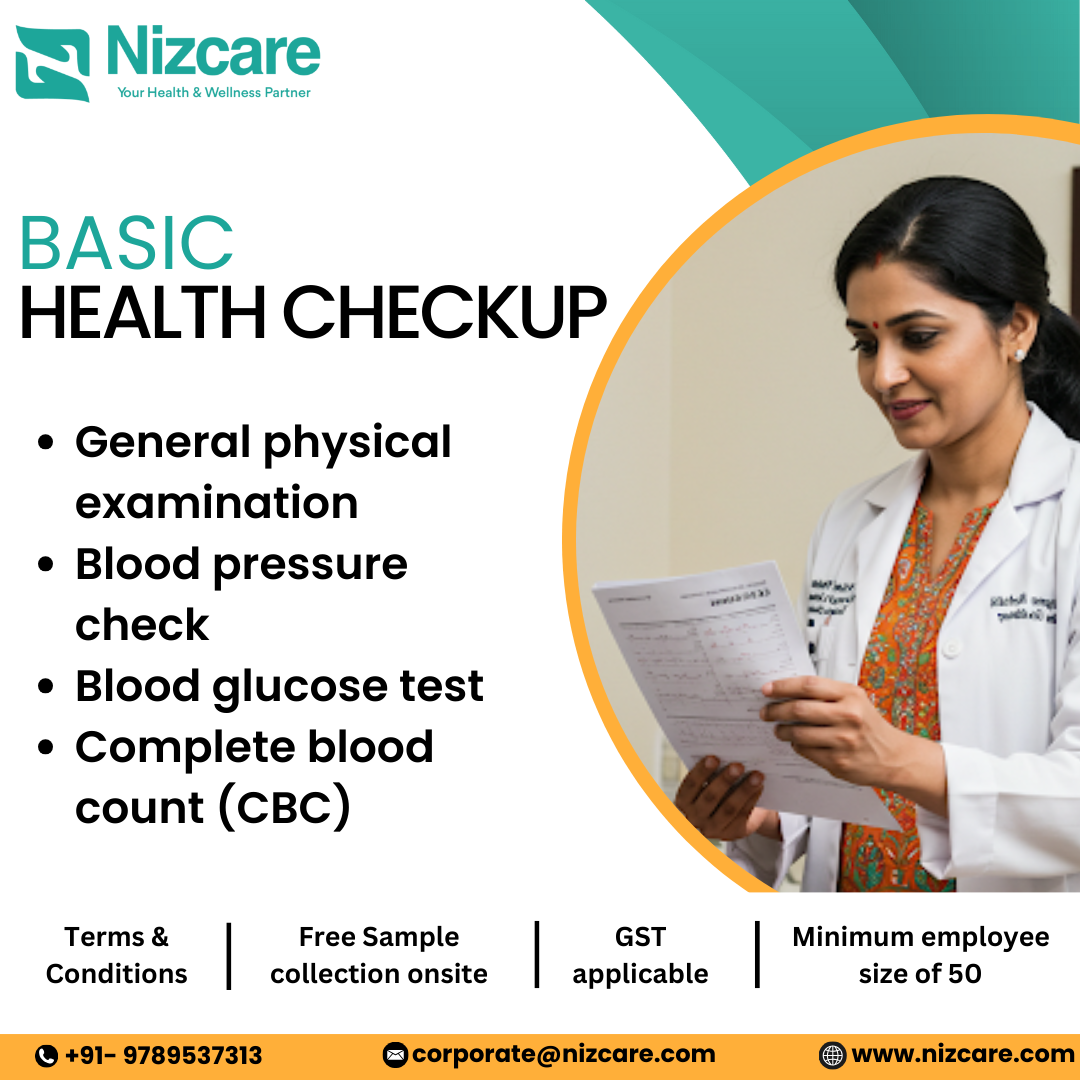 Nizcare
Your Health & Wellness Partner
BASIC
HEALTH CHECKUP
• General physical
examination
• Blood pressure
check
• Blood glucose test
• Complete blood
count (CBC)
Terms &
Conditions
Free Sample
collection onsite
GST
applicable
Minimum employee
size of 50
+91- 9789537313
corporate@nizcare.com
www.nizcare.com